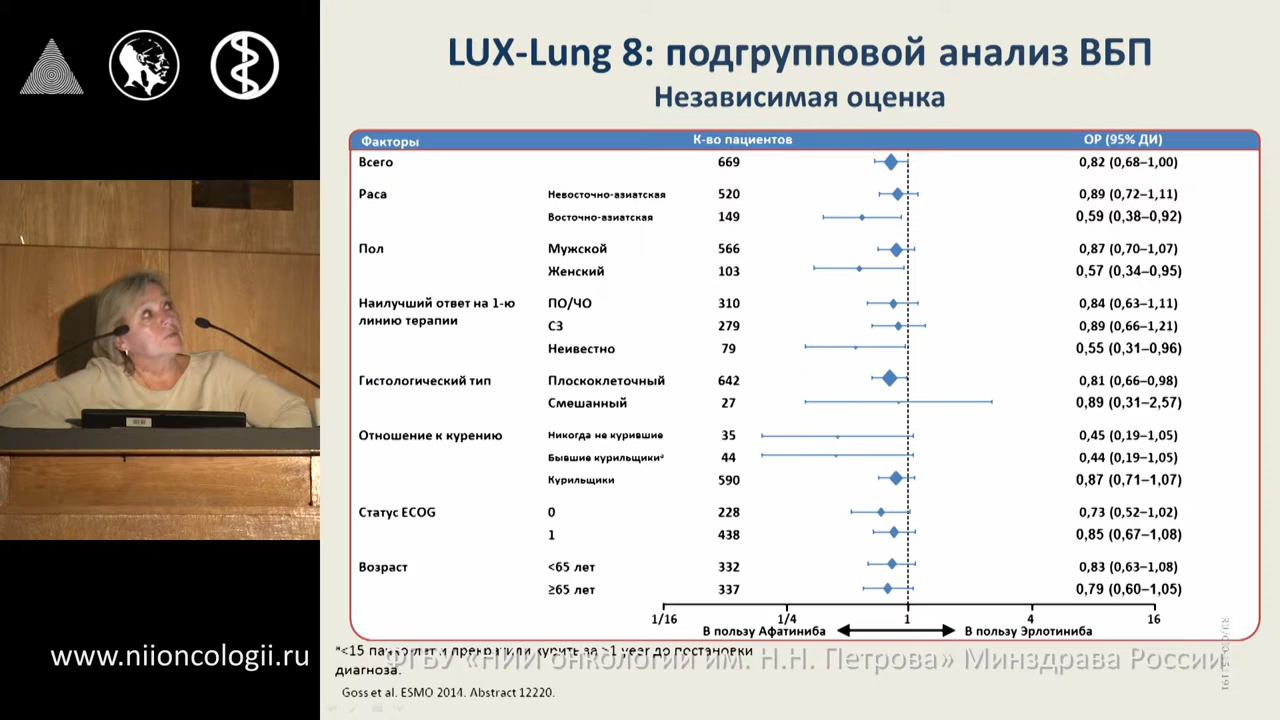 LUX-Lung 8: подгрупповой анализ ВБП
Независимая оценка
Факторы К-во пациентов ОР (95% ДИ)
Всего 669 0,82 (0,68–1,00)
Раса Невосточно-азиатская 520 0,89 (0,72–1,11)
Восточно-азиатская 149 0,59 (0,38–0,92)
Пол Мужской 566 0,87 (0,70–1,07)
Женский 103 0,57 (0,34–0,95)
Наилучший ответ на 1-ю ПО/ЧО 310 0,84 (0,63–1,11)
линию терапии
СЗ 279 0,89 (0,66–1,21)
Неивестно 79 0,55 (0,31–0,96)
Гистологический тип Плоскоклеточный 642 0,81 (0,66–0,98)
Смешанный 27 0,89 (0,31–2,57)
Отношение к курению Никогда не курившие 35 0,45 (0,19–1,05)
Бывшие курильщики 44 0,44 (0,19–1,05)
Курильщики 590 0,87 (0,71–1,07)
Статус ECOG 0 228 0,73 (0,52–1,02)
1 438 0,85 (0,67–1,08)
Возраст <65 лет 332 0,83 (0,63–1,08)
≥65 лет 337 0,79 (0,60–1,05)
1/16 1/4 1 4 16
В пользу Афатиниба В пользу Эрлотиниба
*<15 пачко-лет и прекратили курить за >1 year до постановки
диагноза.
ФГБУ «НИИ онкологии им. Н.Н. Петрова» Минздрава России
Goss et al. ESMO 2014. Abstract 12220.
www.niioncologii.ru